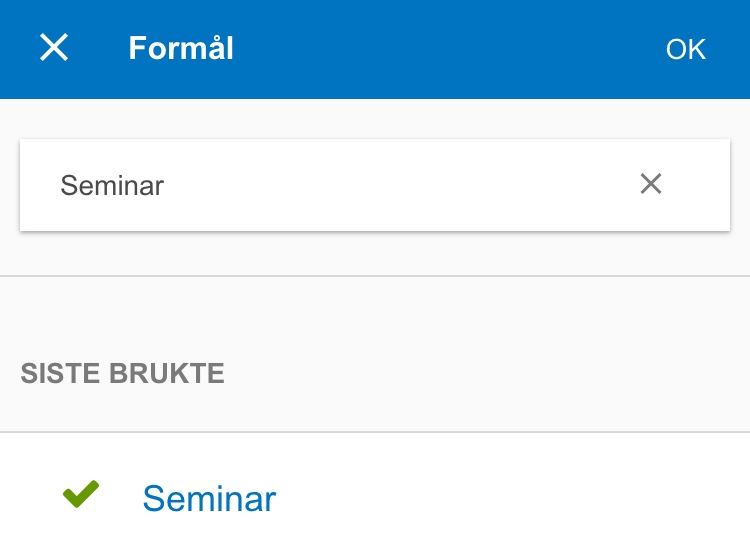 Formål
OK
Seminar
SISTE BRUKTE
Seminar